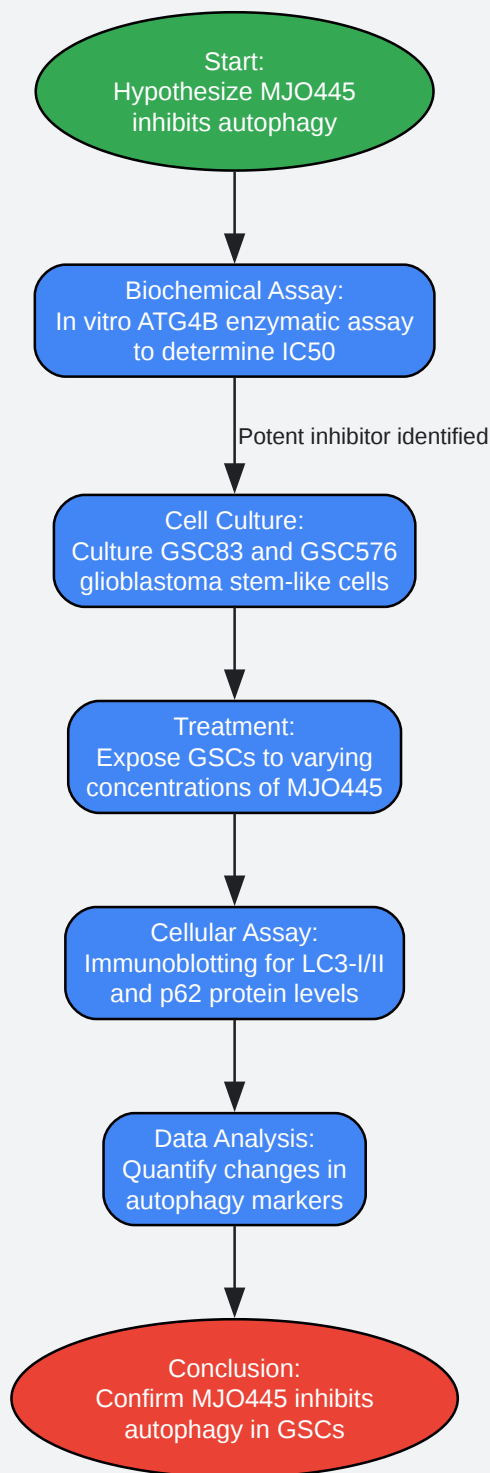 Start:
Hypothesize MJO445
inhibits autophagy
Biochemical Assay:
In vitro ATG4B enzymatic assay
to determine IC50
Potent inhibitor identified
Cell Culture:
Culture GSC83 and GSC576
glioblastoma stem-like cells
Treatment:
Expose GSCs to varying
concentrations of MJO445
Cellular Assay:
Immunoblotting for LC3-I/II
and p62 protein levels
Data Analysis:
Quantify changes in
autophagy markers
Conclusion:
Confirm MJO445 inhibits
autophagy in GSCs